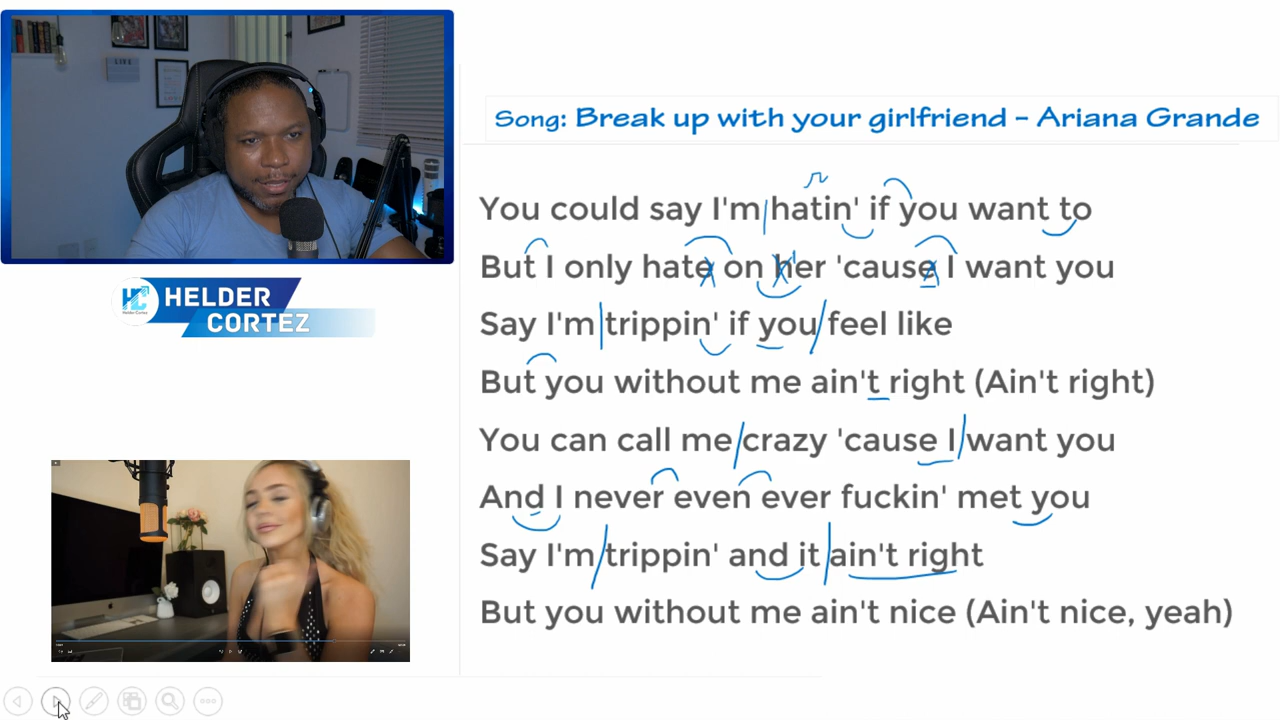 HELDER
CORTEZ
HC
Helder Cortez
Song: Break up with your girlfriend - Ariana Grande
You could say I'm hatin' if you want to
But I only hate on her 'cause I want you
Say I'm trippin' if you feel like
But you without me ain't right (Ain't right)
You can call me crazy 'cause I want you
And I never even ever fuckin' met you
Say I'm trippin' and it ain't right
But you without me ain't nice (Ain't nice, yeah)